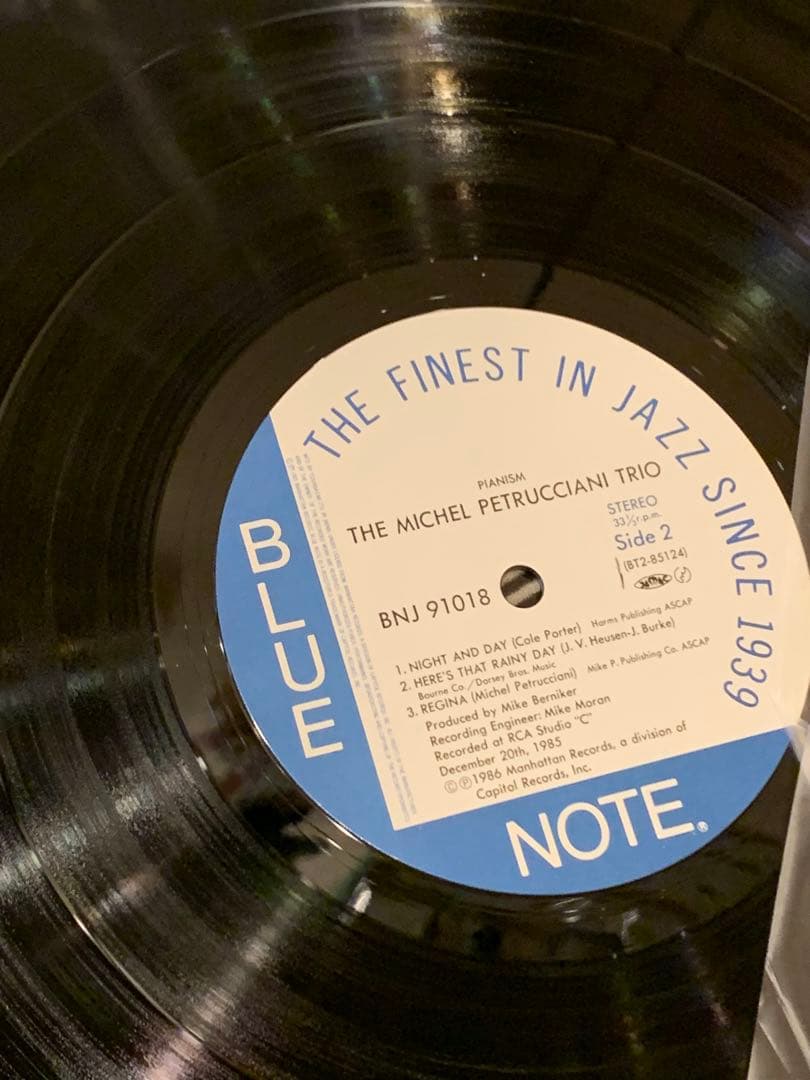 THE FINEST IN JAZZ SINCE 1939
PIANISM
THE MICHEL PETRUCCIANI TRIO
STEREO
33⅓r.p.m.
Side 2
(BT2-85124)
BNJ 91018
1. NIGHT AND DAY (Cole Porter) Harms Publishing ASCAP
2. HERE'S THAT RAINY DAY (J. V. Heusen-J. Burke)
Bourne Co./Dorsey Bros. Music
3. REGINA (Michel Petrucciani) Mike P. Publishing Co. ASCAP
Produced by Mike Berniker
Recording Engineer: Mike Moran
Recorded at RCA Studio "C"
December 20th, 1985
©℗1986 Manhattan Records, a division of
Capitol Records, Inc.
BLUE
NOTE®